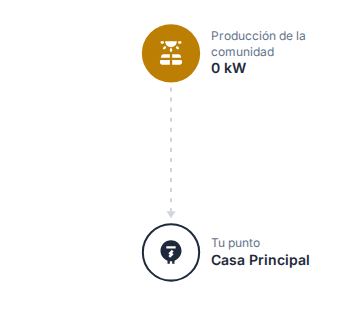 Producción de la
comunidad
0 kW
Tu punto
Casa Principal